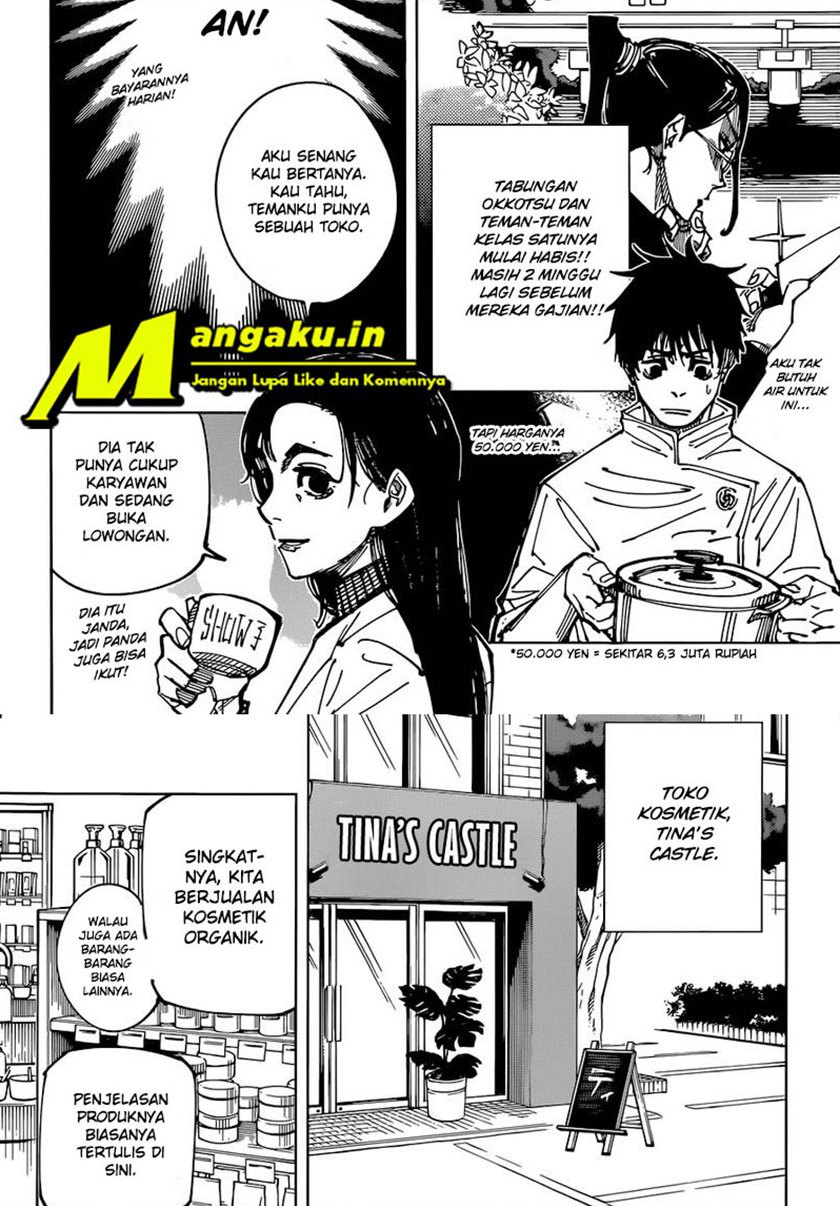 TABUNGAN
OKKOTSU DAN
TEMAN-TEMAN
KELAS SATUNYA
MULAI HABIS!!
MASIH 2 MINGGU
LAGI SEBELUM
MEREKA GAJIAN!!
AKU TAK
BUTUH
AIR UNTUK
INI...
TAPI HARGANYA
50.000 YEN...
*50.000 YEN = SEKITAR 6,3 JUTA RUPIAH
AN!
YANG
BAYARANNYA
HARIAN!
AKU SENANG
KAU BERTANYA.
KAU TAHU,
TEMANKU PUNYA
SEBUAH TOKO.
Mangaku.in
Jangan Lupa Like dan Komennya
DIA TAK
PUNYA CUKUP
KARYAWAN
DAN SEDANG
BUKA
LOWONGAN.
DIA ITU
JANDA,
JADI PANDA
JUGA BISA
IKUT!
TOKO
KOSMETIK,
TINA'S
CASTLE.
TINA'S CASTLE
SINGKAT-
NYA, KITA
BERJUALAN
KOSMETIK
ORGANIK.
WALAU
JUGA ADA
BARANG-
BARANG
BIASA
LAINNYA.
PENJELASAN
PRODUKNYA
BIASANYA
TERTULIS DI
SINI.